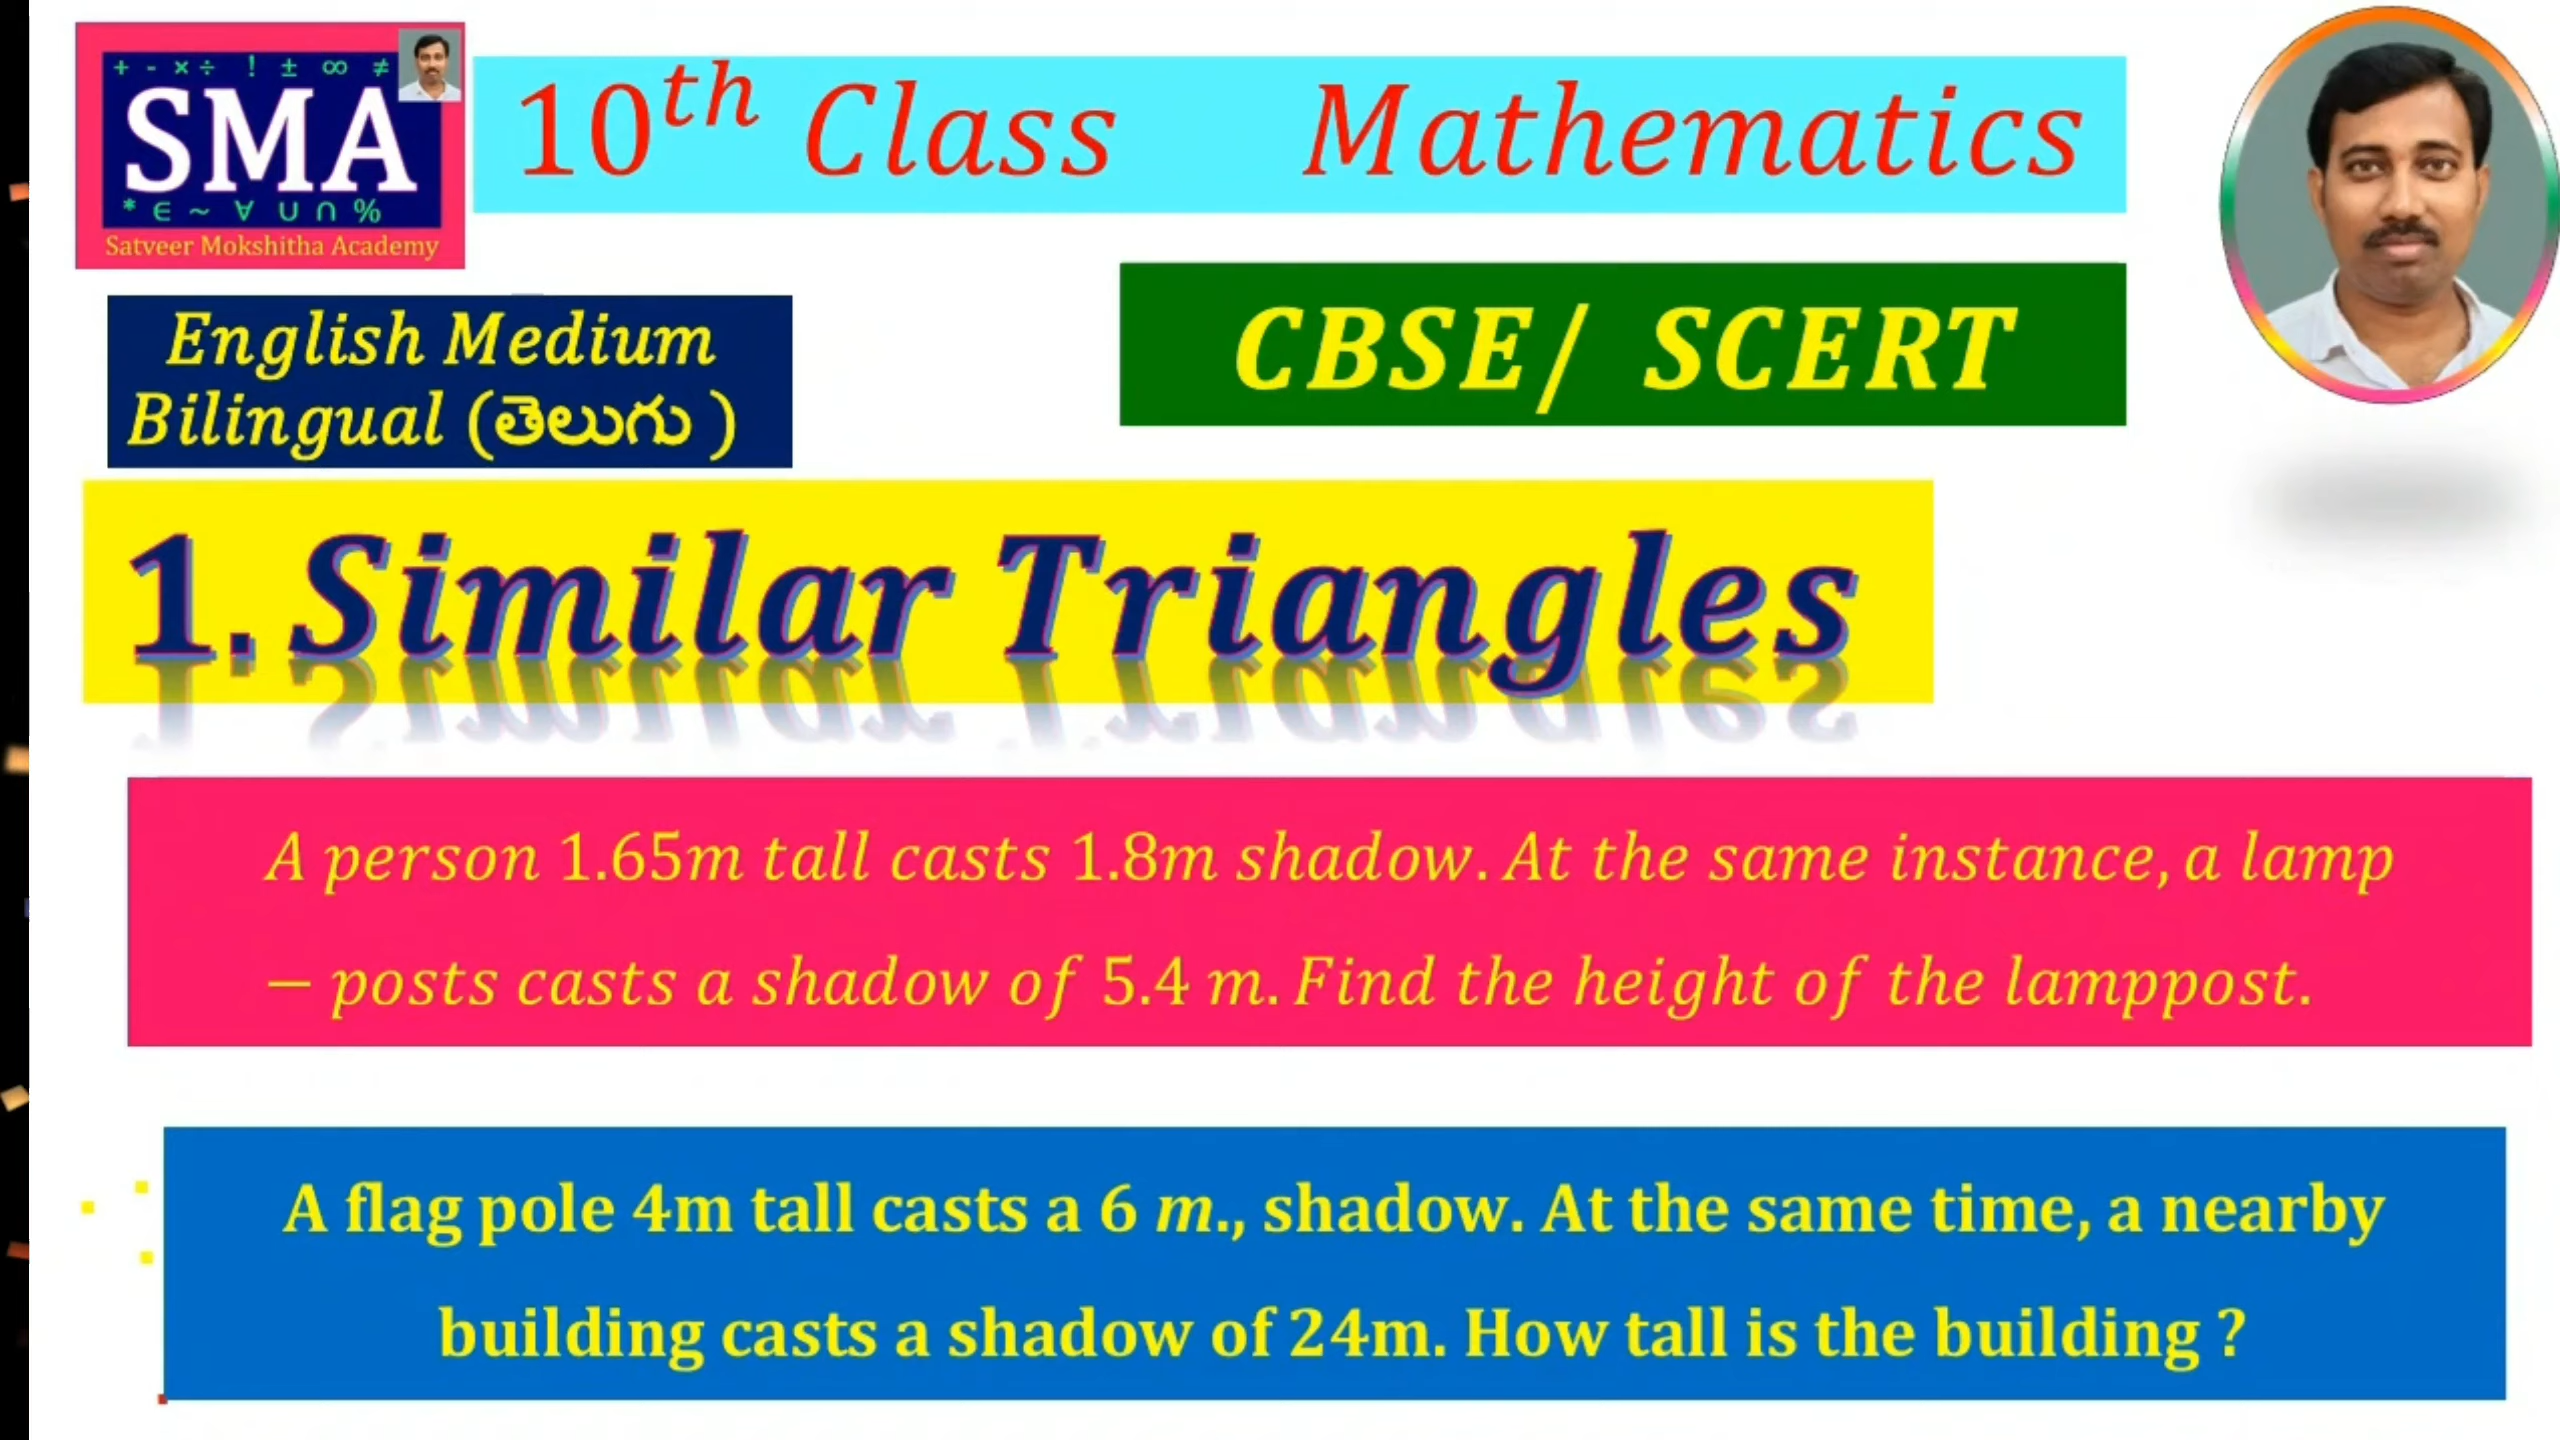 + - × ÷ ! ± ∞ ≠
SMA
* ∈ ~ ∀ ∪ ∩ %
Satveer Mokshitha Academy
10th Class Mathematics
English Medium
Bilingual (తెలుగు )
CBSE/ SCERT
1. Similar Triangles
A person 1.65m tall casts 1.8m shadow. At the same instance, a lamp
− posts casts a shadow of 5.4 m. Find the height of the lamppost.
A flag pole 4m tall casts a 6 m., shadow. At the same time, a nearby
building casts a shadow of 24m. How tall is the building ?